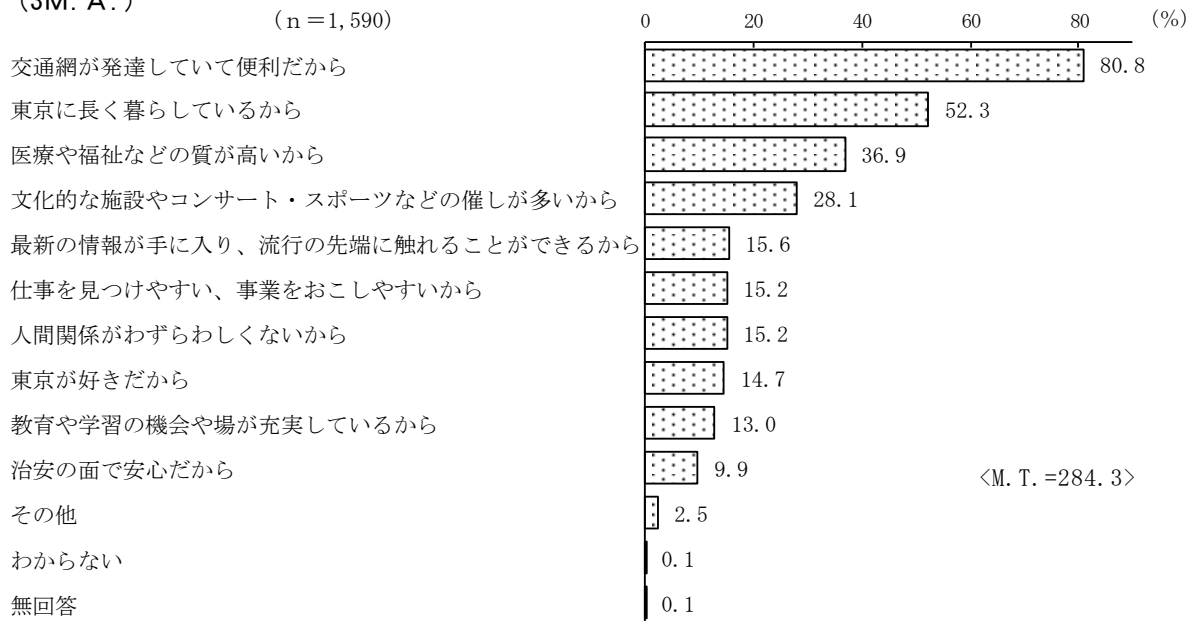 (3M.A.)
(n=1,590)
0 20 40 60 80 (%)
交通網が発達していて便利だから 80.8
東京に長く暮らしているから 52.3
医療や福祉などの質が高いから 36.9
文化的な施設やコンサート・スポーツなどの催しが多いから 28.1
最新の情報が手に入り、流行の先端に触れることができるから 15.6
仕事を見つけやすい、事業をおこしやすいから 15.2
人間関係がわずらわしくないから 15.2
東京が好きだから 14.7
教育や学習の機会や場が充実しているから 13.0
治安の面で安心だから 9.9
<M.T.=284.3>
その他 2.5
わからない 0.1
無回答 0.1